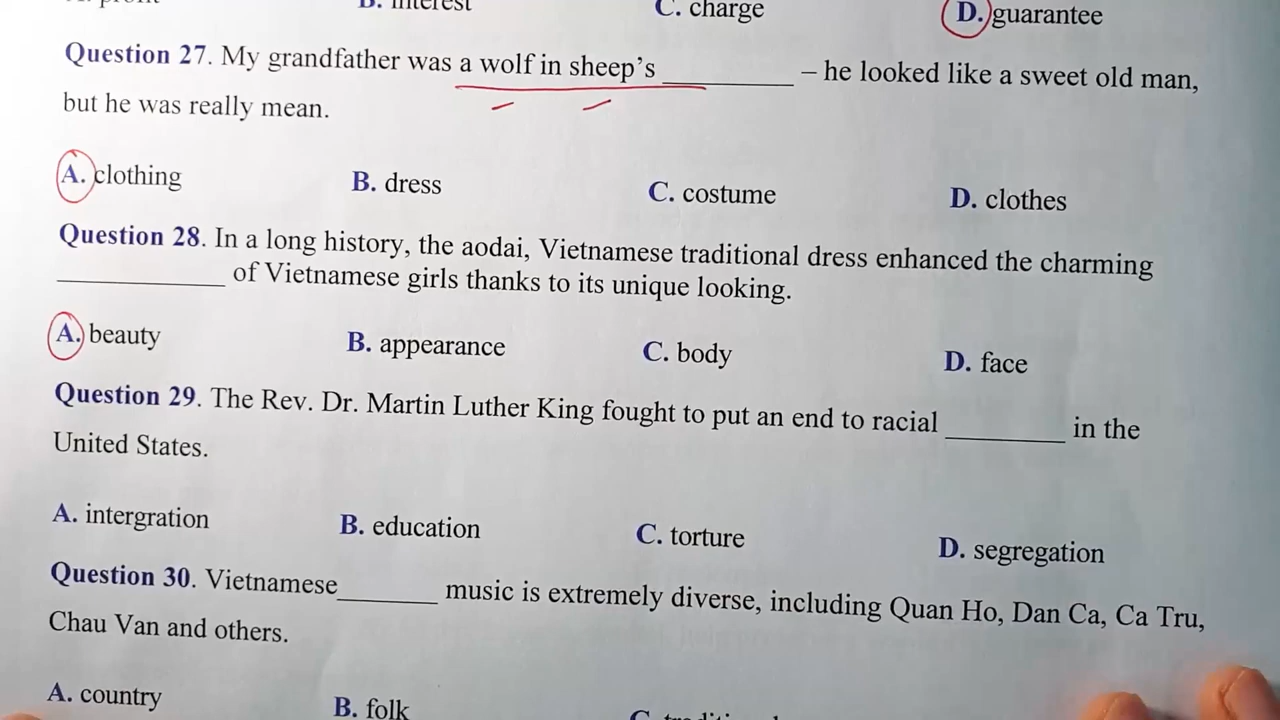 B. interest C. charge D. guarantee
Question 27. My grandfather was a wolf in sheep's _________ – he looked like a sweet old man,
but he was really mean.
A. clothing B. dress C. costume D. clothes
Question 28. In a long history, the aodai, Vietnamese traditional dress enhanced the charming
____________ of Vietnamese girls thanks to its unique looking.
A. beauty B. appearance C. body D. face
Question 29. The Rev. Dr. Martin Luther King fought to put an end to racial ________ in the
United States.
A. intergration B. education C. torture D. segregation
Question 30. Vietnamese_______ music is extremely diverse, including Quan Ho, Dan Ca, Ca Tru,
Chau Van and others.
A. country B. folk